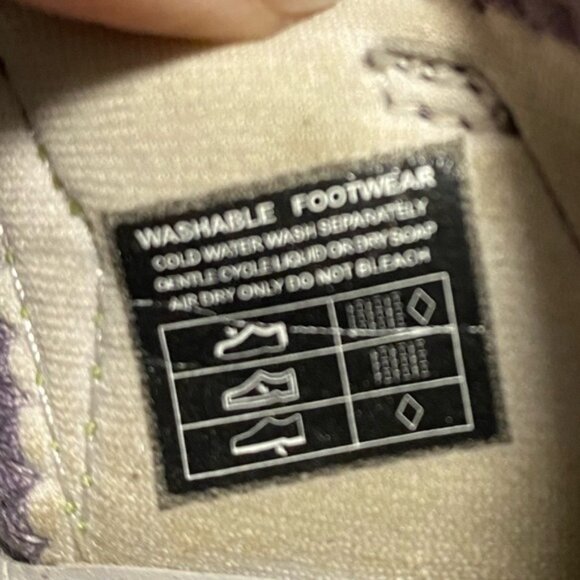 WASHABLE FOOTWEAR
COLD WATER WASH SEPARATELY
GENTLE CYCLE LIQUID OR DRY SOAP
AIR DRY ONLY DO NOT BLEACH